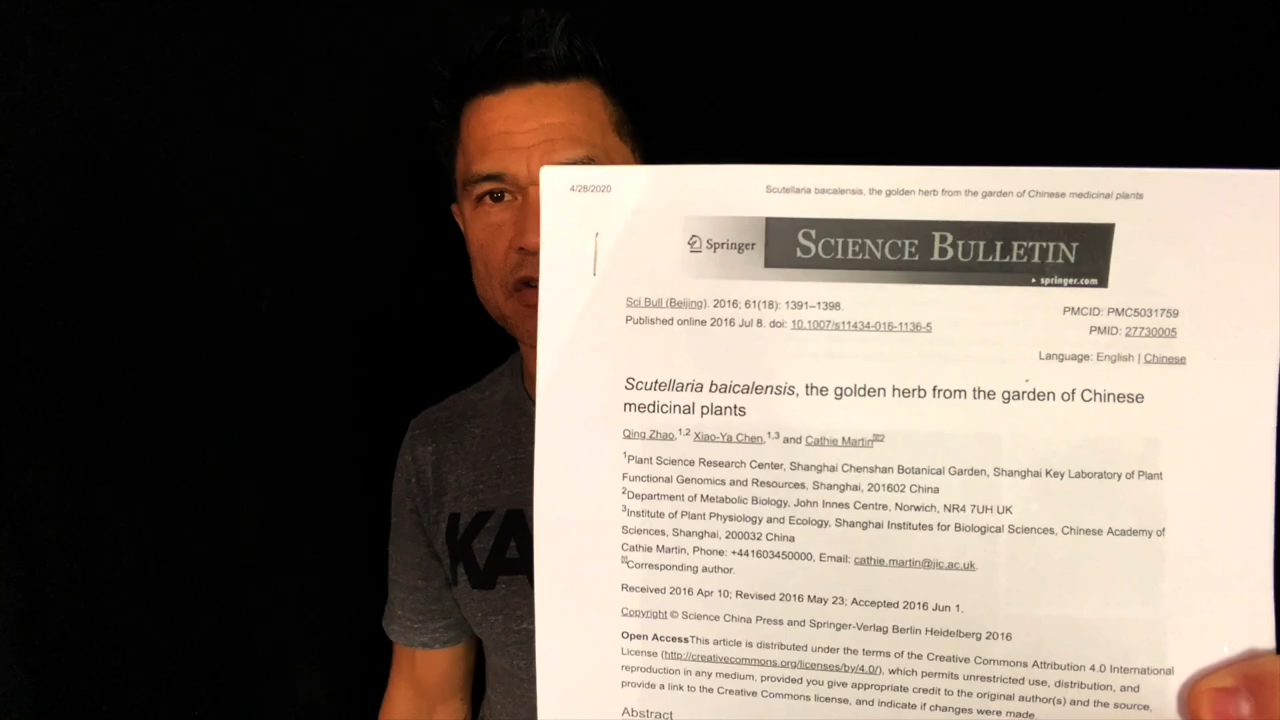 4/28/2020 Scutellaria baicalensis, the golden herb from the garden of Chinese medicinal plants
Springer SCIENCE BULLETIN
springer.com
Sci Bull (Beijing). 2016; 61(18): 1391–1398. PMCID: PMC5031759
Published online 2016 Jul 8. doi: 10.1007/s11434-016-1136-5 PMID: 27730005
Language: English | Chinese
Scutellaria baicalensis, the golden herb from the garden of Chinese
medicinal plants
Qing Zhao,1,2 Xiao-Ya Chen,1,3 and Cathie Martin✉2
1Plant Science Research Center, Shanghai Chenshan Botanical Garden, Shanghai Key Laboratory of Plant
Functional Genomics and Resources, Shanghai, 201602 China
2Department of Metabolic Biology, John Innes Centre, Norwich, NR4 7UH UK
3Institute of Plant Physiology and Ecology, Shanghai Institutes for Biological Sciences, Chinese Academy of
Sciences, Shanghai, 200032 China
Cathie Martin, Phone: +441603450000, Email: cathie.martin@jic.ac.uk.
Corresponding author.
Received 2016 Apr 10; Revised 2016 May 23; Accepted 2016 Jun 1.
Copyright © Science China Press and Springer-Verlag Berlin Heidelberg 2016
Open AccessThis article is distributed under the terms of the Creative Commons Attribution 4.0 International
License (http://creativecommons.org/licenses/by/4.0/), which permits unrestricted use, distribution, and
reproduction in any medium, provided you give appropriate credit to the original author(s) and the source,
provide a link to the Creative Commons license, and indicate if changes were made.
Abstract
KA